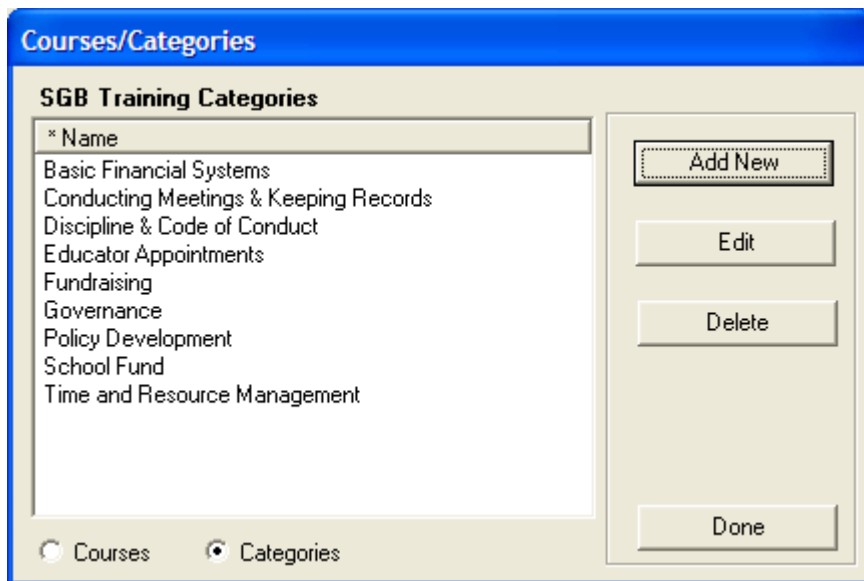 Courses/Categories
SGB Training Categories
* Name
Basic Financial Systems
Conducting Meetings & Keeping Records
Discipline & Code of Conduct
Educator Appointments
Fundraising
Governance
Policy Development
School Fund
Time and Resource Management
Add New
Edit
Delete
Done
Courses
Categories